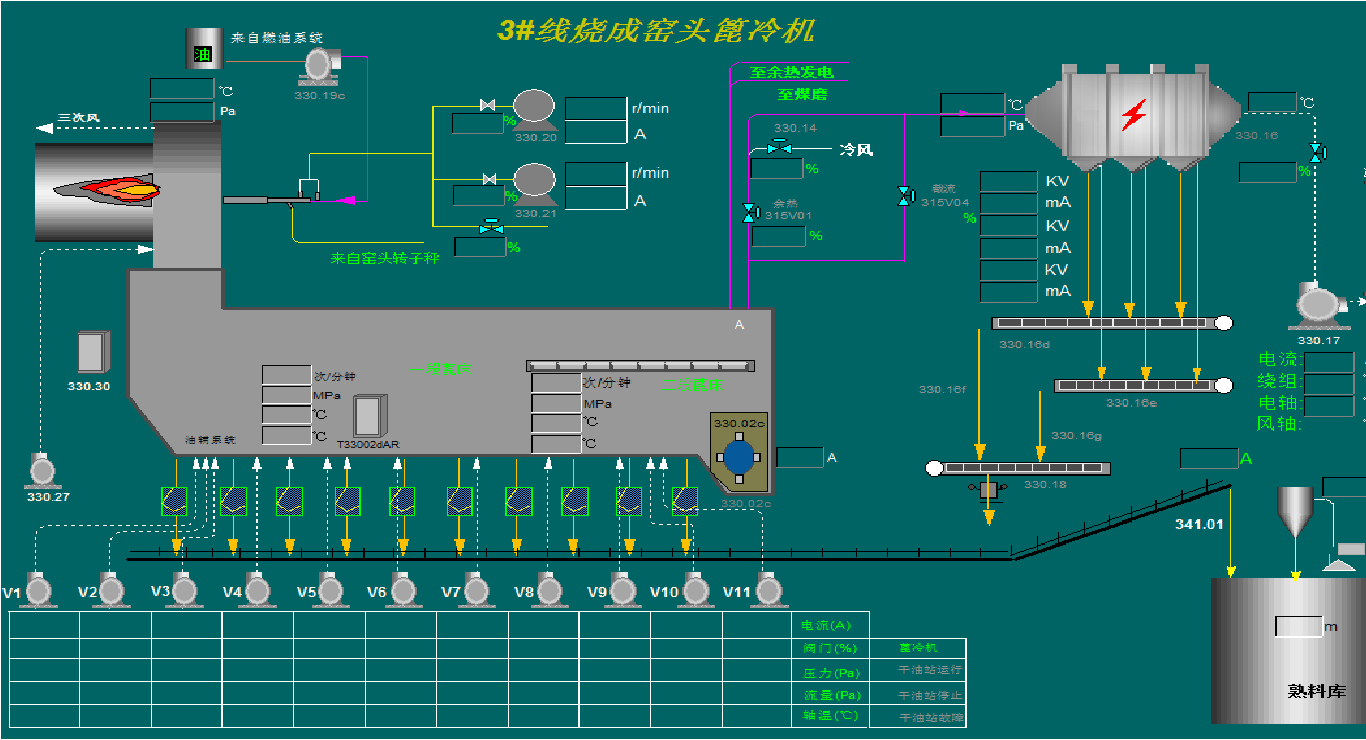 3#线烧成窑头篦冷机
来自燃油系统
油
330.19c
℃
Pa
三次风
至余热发电
至煤磨
%
330.20
r/min
A
%
330.21
r/min
A
%
来自窑头转子秤
330.14
冷风
%
余热
315V01
%
截流
315V04
%
℃
Pa
℃
330.16
%
KV
mA
KV
mA
KV
mA
330.16d
330.16e
330.16f
330.16g
330.18
330.17
电流:
绕组:
电轴:
风轴:
A
330.30
次/分钟
MPa
℃
℃
油辅系统
T33002dAR
次/分钟
MPa
℃
℃
330.02c
A
330.02c
A
341.01
330.27
V1
V2
V3
V4
V5
V6
V7
V8
V9
V10
V11
电流(A)
阀门(%)
压力(Pa)
流量(Pa)
轴温(℃)
篦冷机
干油站运行
干油站停止
干油站故障
m
熟料库